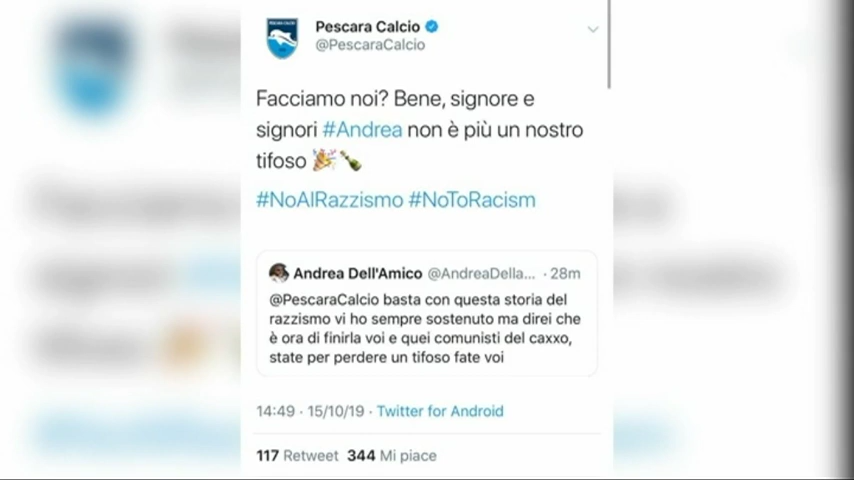 Pescara Calcio
@PescaraCalcio
Facciamo noi? Bene, signore e
signori #Andrea non è più un nostro
tifoso 🎉🍾
#NoAlRazzismo #NoToRacism
Andrea Dell'Amico @AndreaDella... · 28m
@PescaraCalcio basta con questa storia del
razzismo vi ho sempre sostenuto ma direi che
è ora di finirla voi e quei comunisti del caxxo,
state per perdere un tifoso fate voi
14:49 · 15/10/19 · Twitter for Android
117 Retweet 344 Mi piace